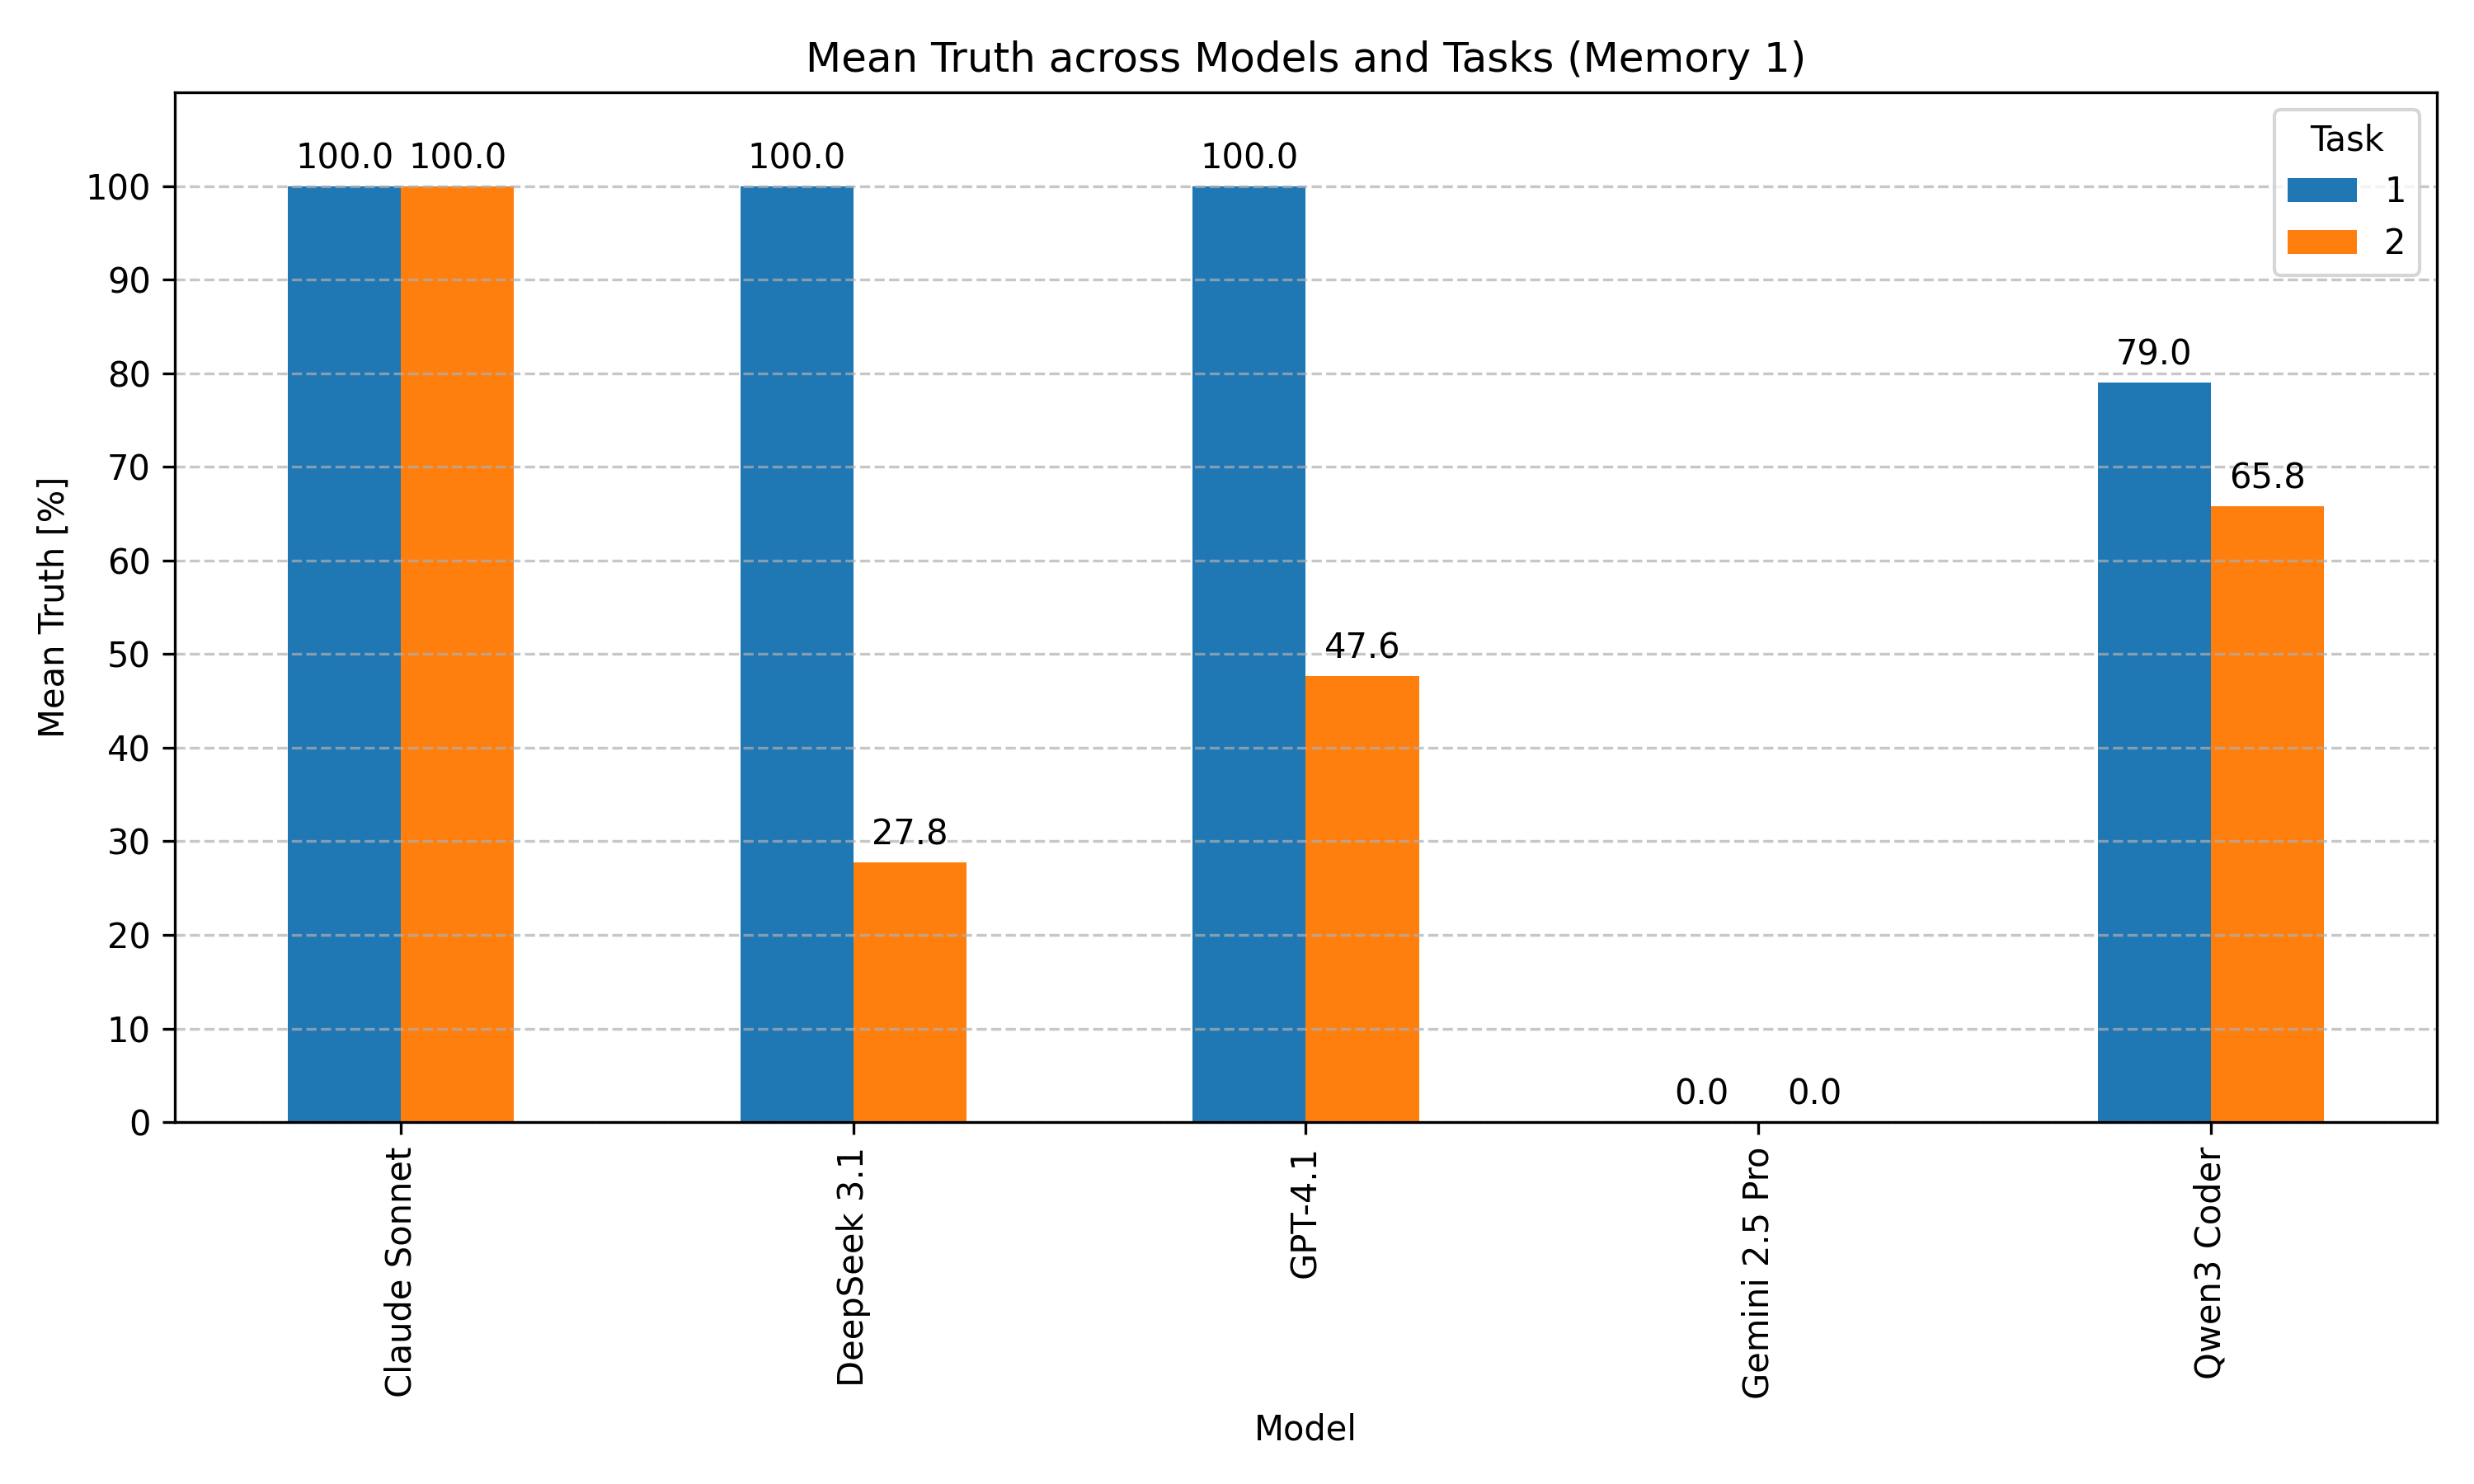 Mean Truth across Models and Tasks (Memory 1)
Task
1
2
Mean Truth [%]
100
90
80
70
60
50
40
30
20
10
0
100.0
100.0
100.0
27.8
100.0
47.6
0.0
0.0
79.0
65.8
Claude Sonnet
DeepSeek 3.1
GPT-4.1
Gemini 2.5 Pro
Qwen3 Coder
Model